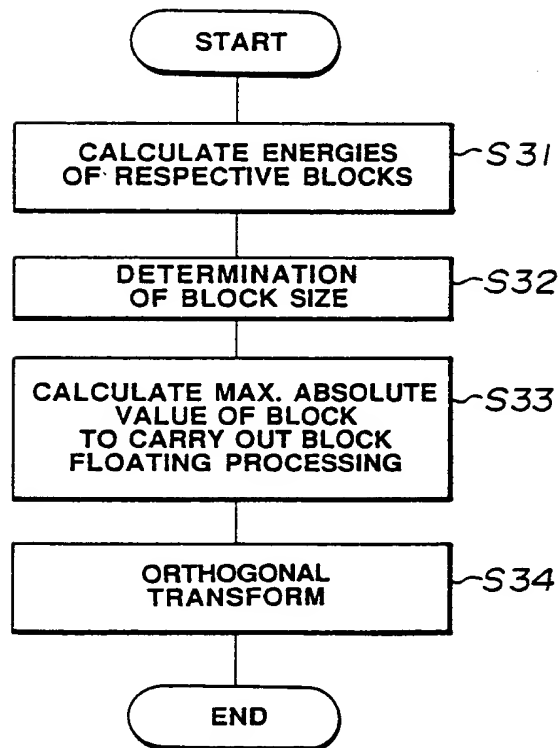 START
CALCULATE ENERGIES
OF RESPECTIVE BLOCKS
S31
DETERMINATION
OF BLOCK SIZE
S32
CALCULATE MAX. ABSOLUTE
VALUE OF BLOCK
TO CARRY OUT BLOCK
FLOATING PROCESSING
S33
ORTHOGONAL
TRANSFORM
S34
END